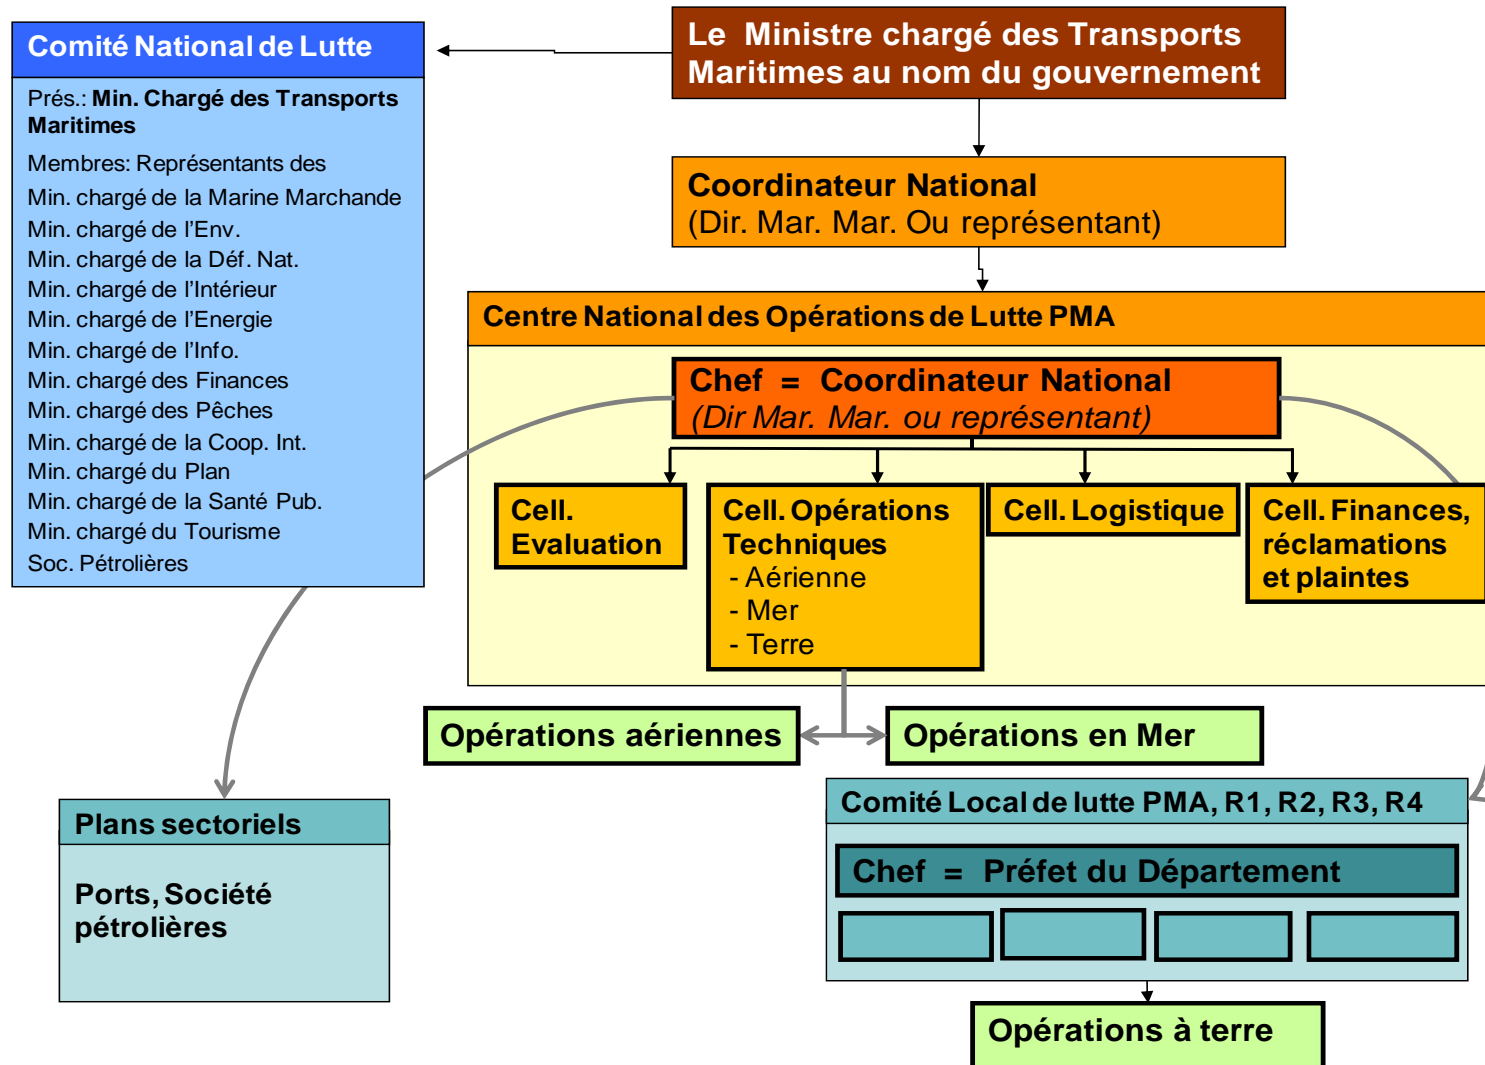 Comité National de Lutte
Prés.: Min. Chargé des Transports
Maritimes
Membres: Représentants des
Min. chargé de la Marine Marchande
Min. chargé de l'Env.
Min. chargé de la Déf. Nat.
Min. chargé de l'Intérieur
Min. chargé de l'Energie
Min. chargé de l'Info.
Min. chargé des Finances
Min. chargé des Pêches
Min. chargé de la Coop. Int.
Min. chargé du Plan
Min. chargé de la Santé Pub.
Min. chargé du Tourisme
Soc. Pétrolières
Le Ministre chargé des Transports
Maritimes au nom du gouvernement
Coordinateur National
(Dir. Mar. Mar. Ou représentant)
Centre National des Opérations de Lutte PMA
Chef = Coordinateur National
(Dir Mar. Mar. ou représentant)
Cell.
Evaluation
Cell. Opérations
Techniques
- Aérienne
- Mer
- Terre
Cell. Logistique
Cell. Finances,
réclamations
et plaintes
Opérations aériennes
Opérations en Mer
Plans sectoriels
Ports, Société
pétrolières
Comité Local de lutte PMA, R1, R2, R3, R4
Chef = Préfet du Département
Opérations à terre